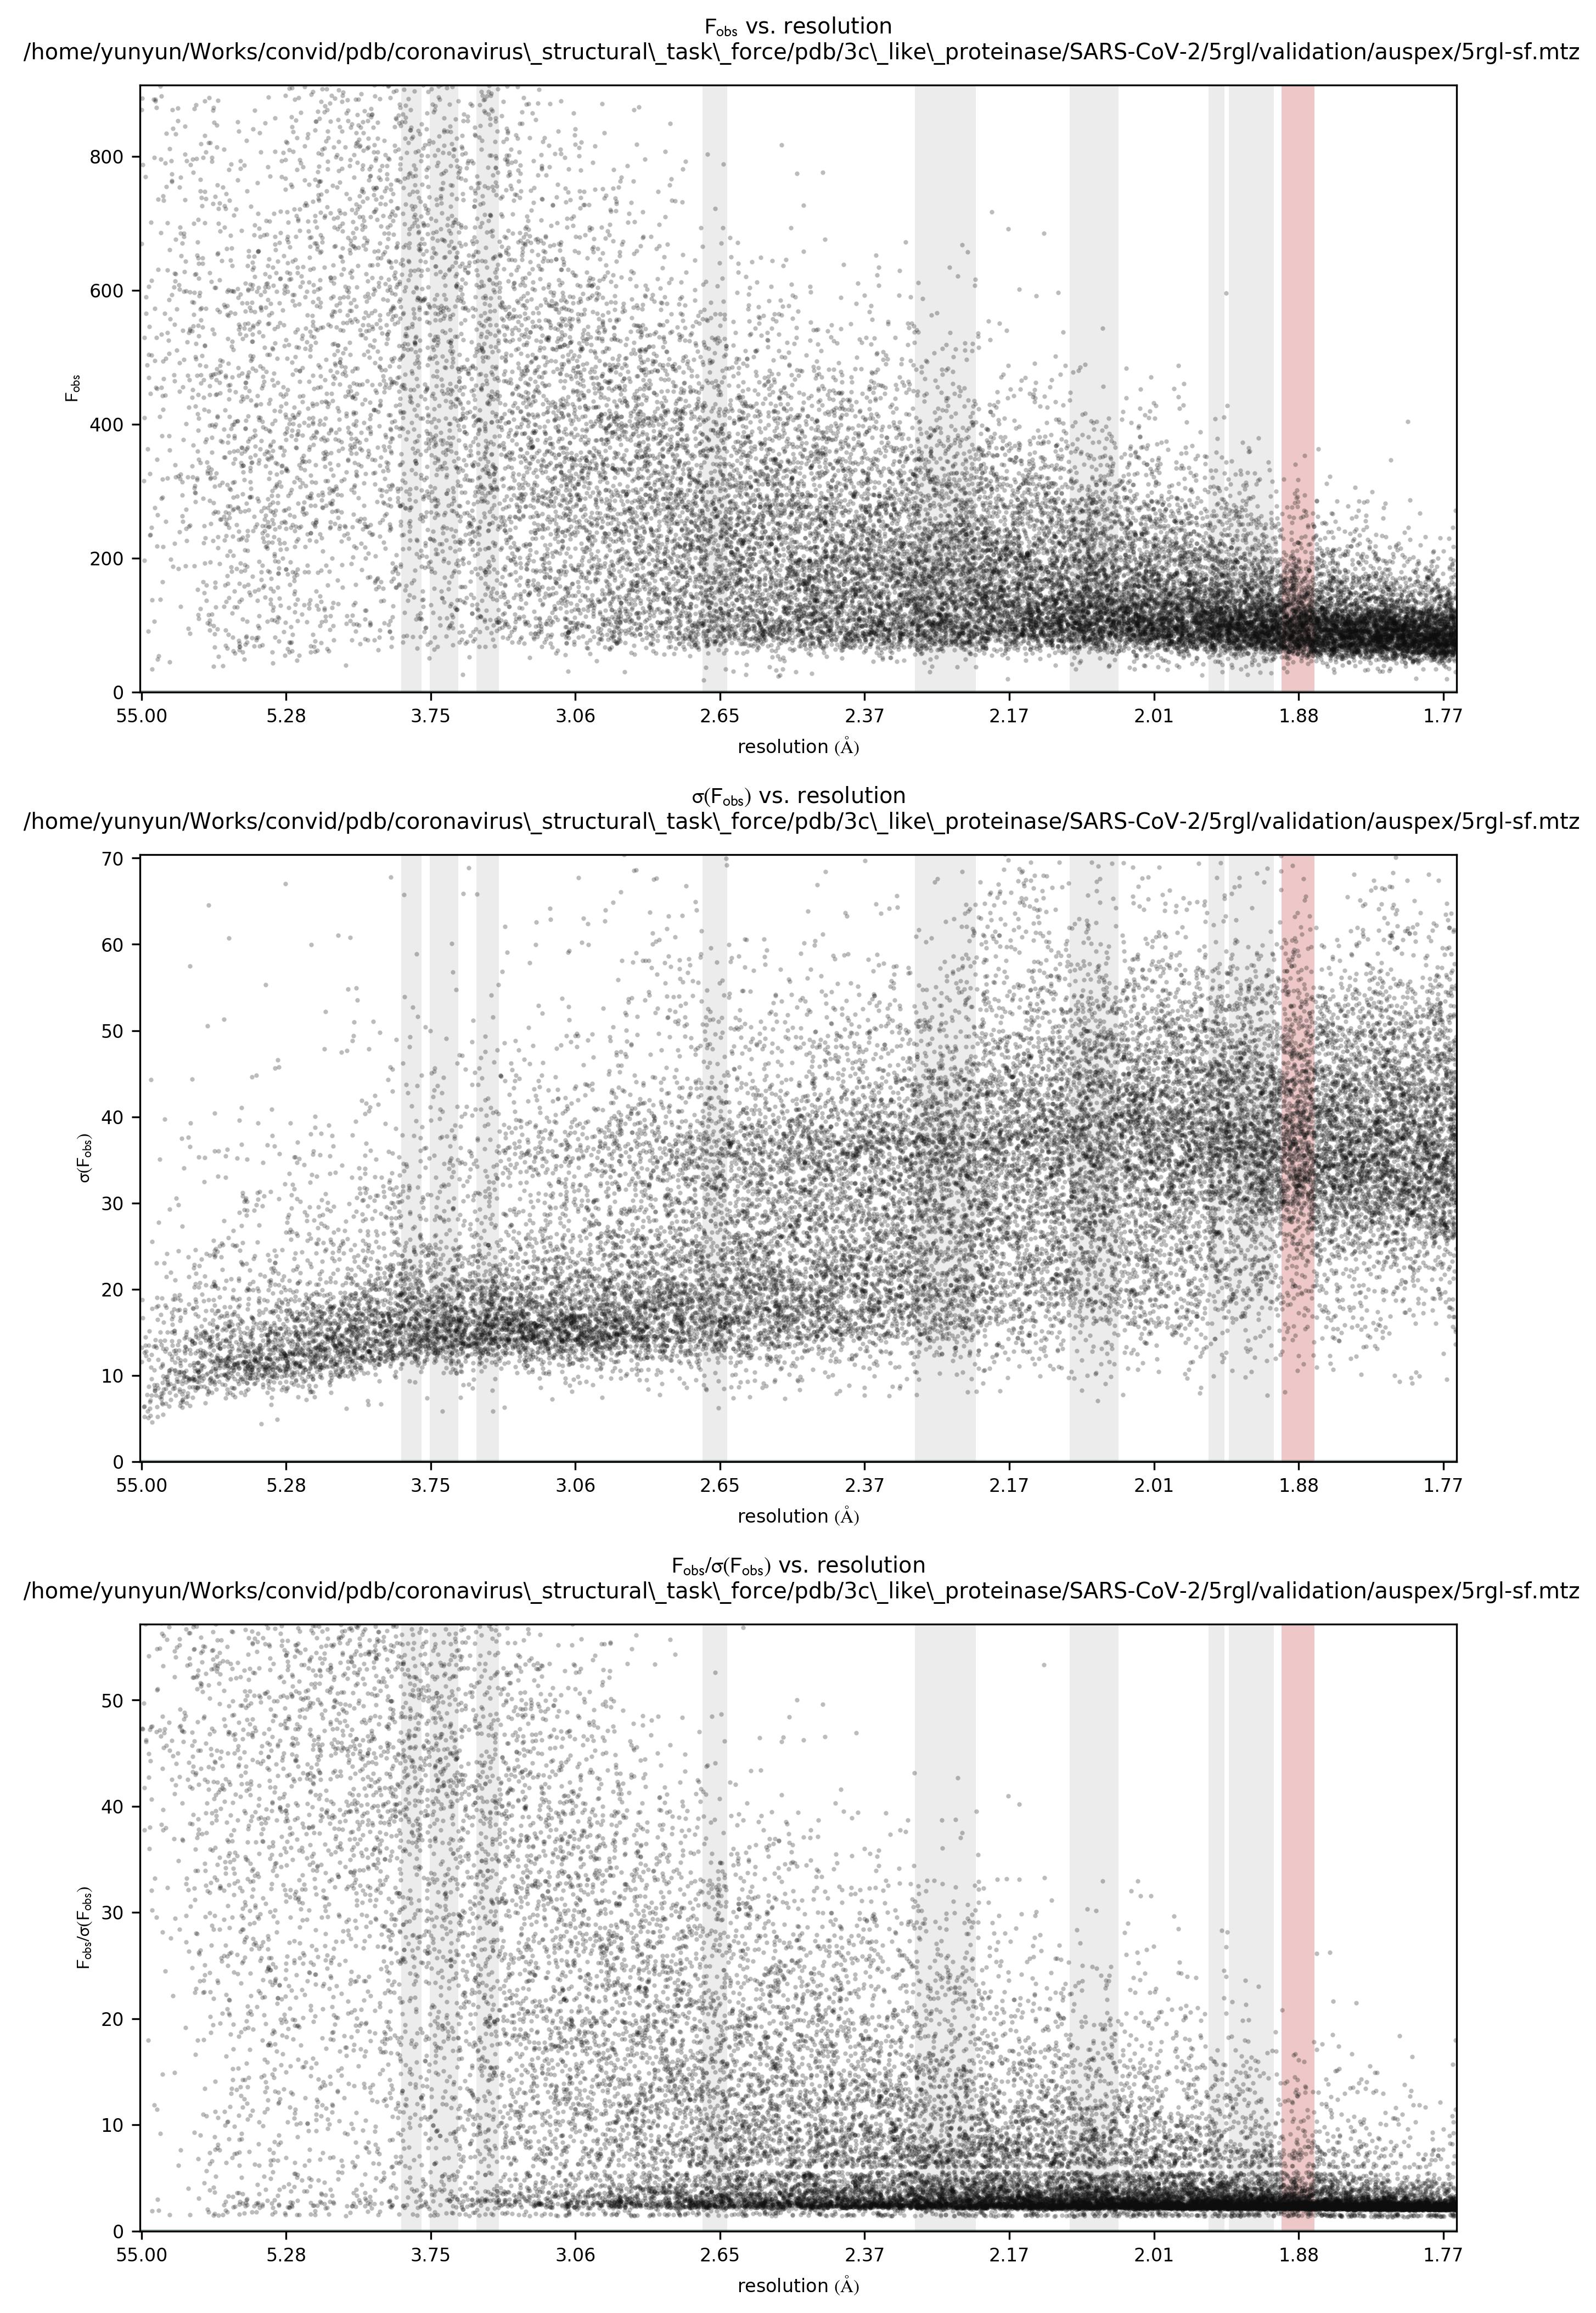 Fobs vs. resolution
/home/yunyun/Works/convid/pdb/coronavirus\_structural\_task\_force/pdb/3c\_like\_proteinase/SARS-CoV-2/5rgl/validation/auspex/5rgl-sf.mtz
800
600
400
200
0
Fobs
55.00 5.28 3.75 3.06 2.65 2.37 2.17 2.01 1.88 1.77
resolution (Å)
σ(Fobs) vs. resolution
/home/yunyun/Works/convid/pdb/coronavirus\_structural\_task\_force/pdb/3c\_like\_proteinase/SARS-CoV-2/5rgl/validation/auspex/5rgl-sf.mtz
70
60
50
40
30
20
10
0
σ(Fobs)
55.00 5.28 3.75 3.06 2.65 2.37 2.17 2.01 1.88 1.77
resolution (Å)
Fobs/σ(Fobs) vs. resolution
/home/yunyun/Works/convid/pdb/coronavirus\_structural\_task\_force/pdb/3c\_like\_proteinase/SARS-CoV-2/5rgl/validation/auspex/5rgl-sf.mtz
50
40
30
20
10
0
Fobs/σ(Fobs)
55.00 5.28 3.75 3.06 2.65 2.37 2.17 2.01 1.88 1.77
resolution (Å)